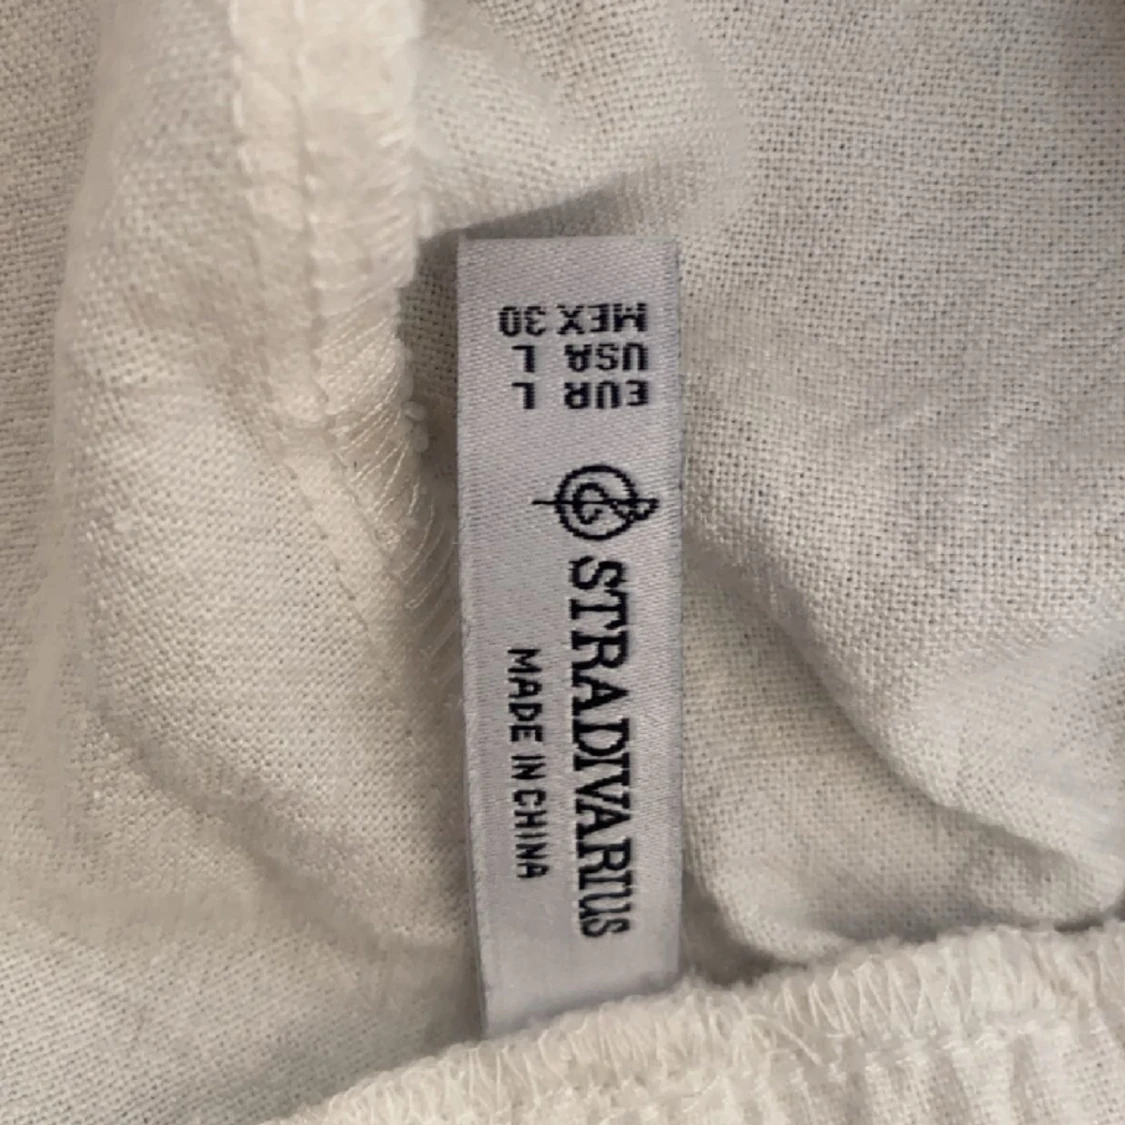 EUR L
USA L
MEX 30
STRADIVARIUS
MADE IN CHINA